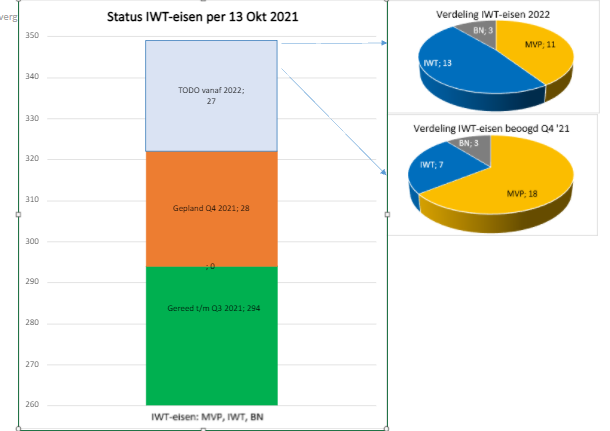 verg
Status IWT-eisen per 13 Okt 2021
350
340
330
320
310
300
290
280
270
260
TODO vanaf 2022;
27
Gepland Q4 2021; 28
; 0
Gereed t/m Q3 2021; 294
IWT-eisen: MVP, IWT, BN
Verdeling IWT-eisen 2022
BN; 3
MVP; 11
IWT; 13
Verdeling IWT-eisen beoogd Q4 '21
BN; 3
IWT; 7
MVP; 18